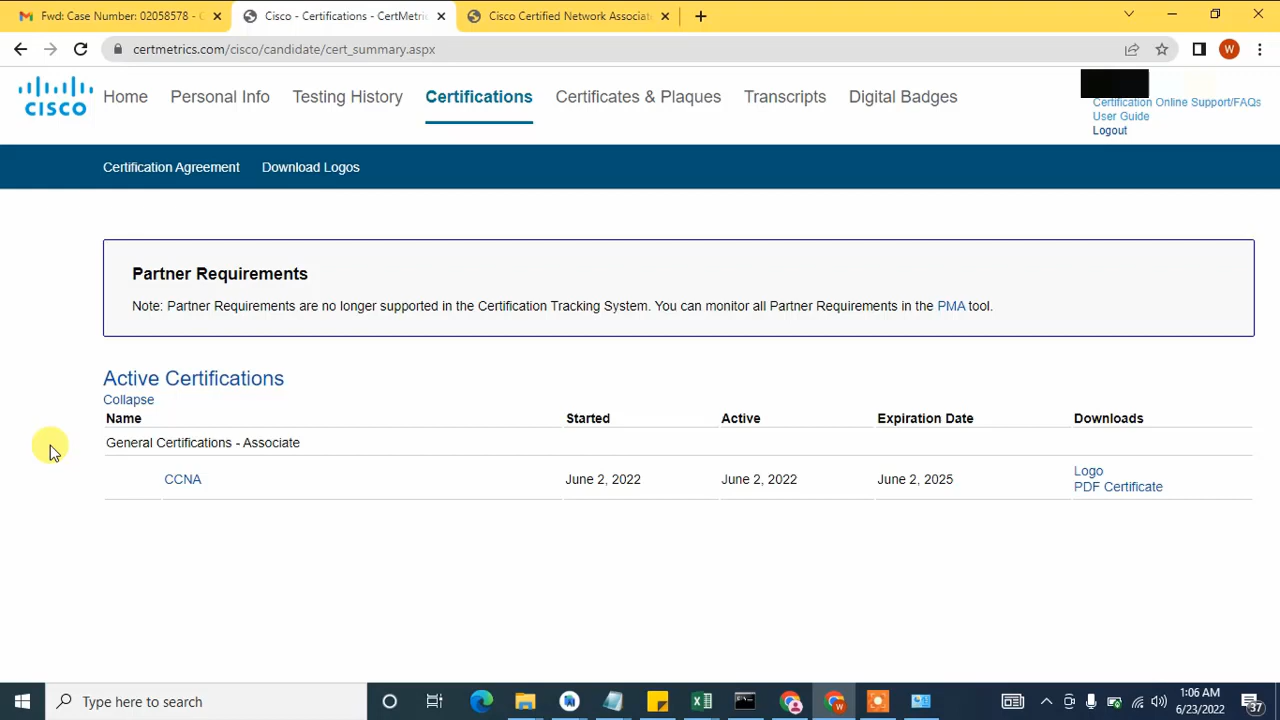 Fwd: Case Number: 02058578 - C
Cisco - Certifications - CertMetric
Cisco Certified Network Associat
certmetrics.com/cisco/candidate/cert_summary.aspx
W
CISCO
Home Personal Info Testing History Certifications Certificates & Plaques Transcripts Digital Badges
Certification Online Support/FAQs
User Guide
Logout
Certification Agreement Download Logos
Partner Requirements
Note: Partner Requirements are no longer supported in the Certification Tracking System. You can monitor all Partner Requirements in the PMA tool.
Active Certifications
Collapse
Name Started Active Expiration Date Downloads
General Certifications - Associate
CCNA June 2, 2022 June 2, 2022 June 2, 2025 Logo
PDF Certificate
Type here to search
1:06 AM
6/23/2022
37